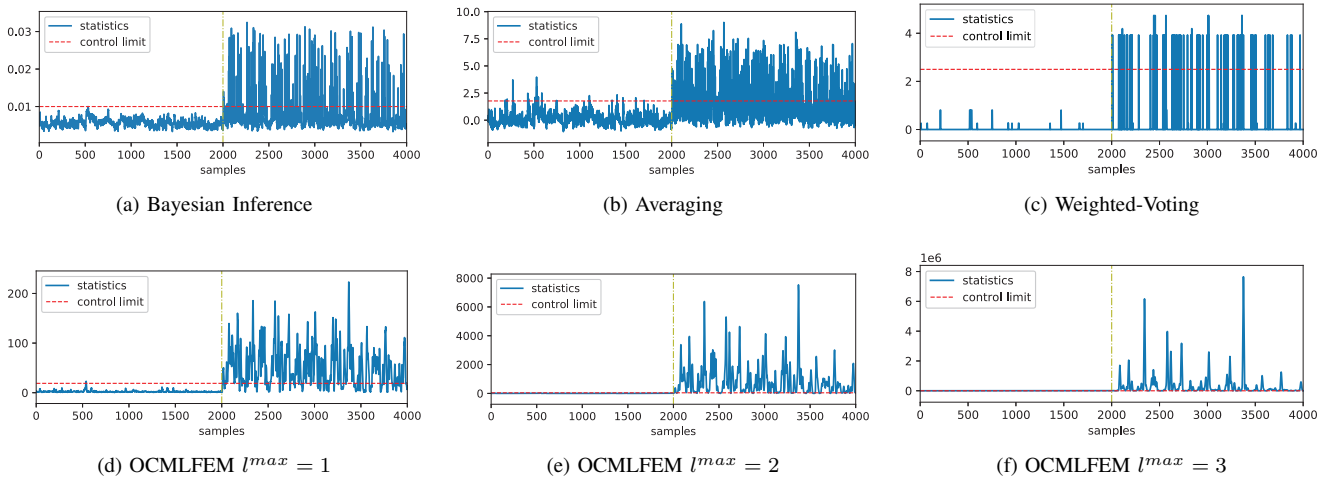 statistics
control limit
0.03
0.02
0.01
0 500 1000 1500 2000 2500 3000 3500 4000
samples
(a) Bayesian Inference
statistics
control limit
10.0
7.5
5.0
2.5
0.0
0 500 1000 1500 2000 2500 3000 3500 4000
samples
(b) Averaging
statistics
control limit
4
2
0
0 500 1000 1500 2000 2500 3000 3500 4000
samples
(c) Weighted-Voting
statistics
control limit
200
100
0
0 500 1000 1500 2000 2500 3000 3500 4000
samples
(d) OCMLFEM l^{max} = 1
statistics
control limit
8000
6000
4000
2000
0
0 500 1000 1500 2000 2500 3000 3500 4000
samples
(e) OCMLFEM l^{max} = 2
1e6
statistics
control limit
8
6
4
2
0
0 500 1000 1500 2000 2500 3000 3500 4000
samples
(f) OCMLFEM l^{max} = 3